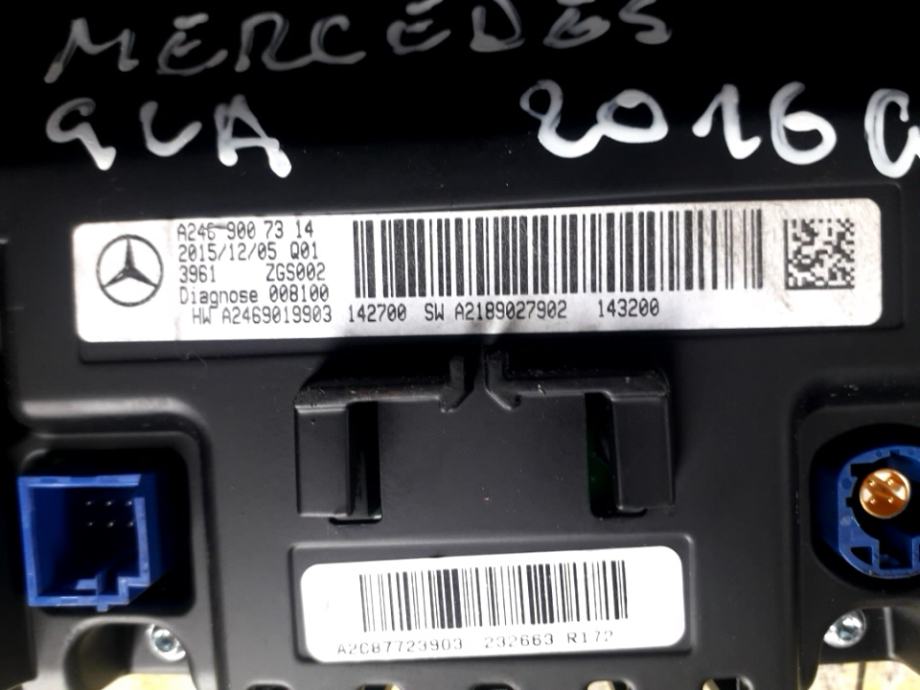 MERCEDES
GLA 2016
A246 900 73 14
2015/12/05 Q01
3961 ZGS002
Diagnose 008100
HW A2469019903 142700 SW A2189027902 143200
A2C87723903 232663 R172